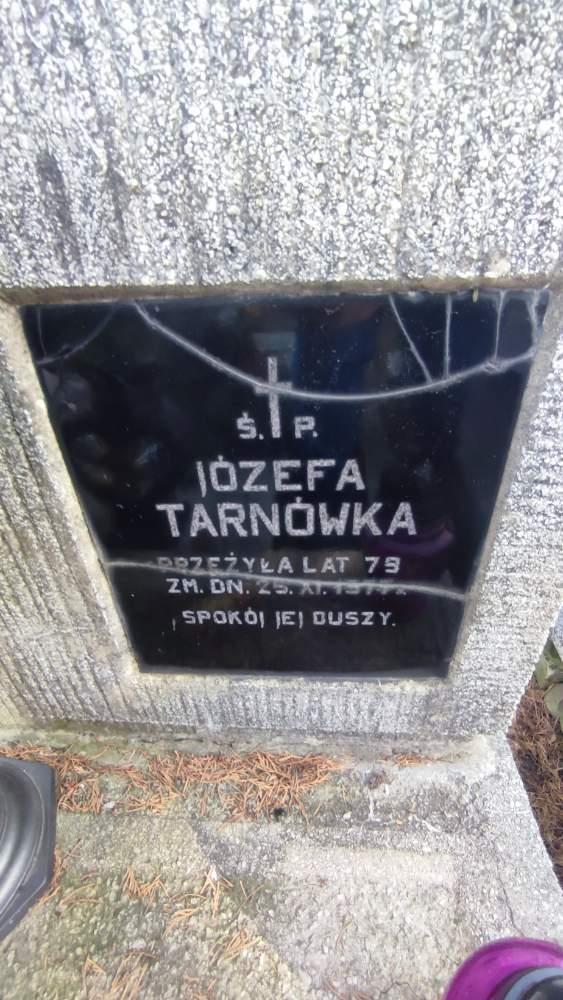 Ś. P.
JÓZEFA
TARNÓWKA
PRZEŻYŁA LAT 79
ZM. DN. 25. XI.
SPOKÓJ JEJ DUSZY.